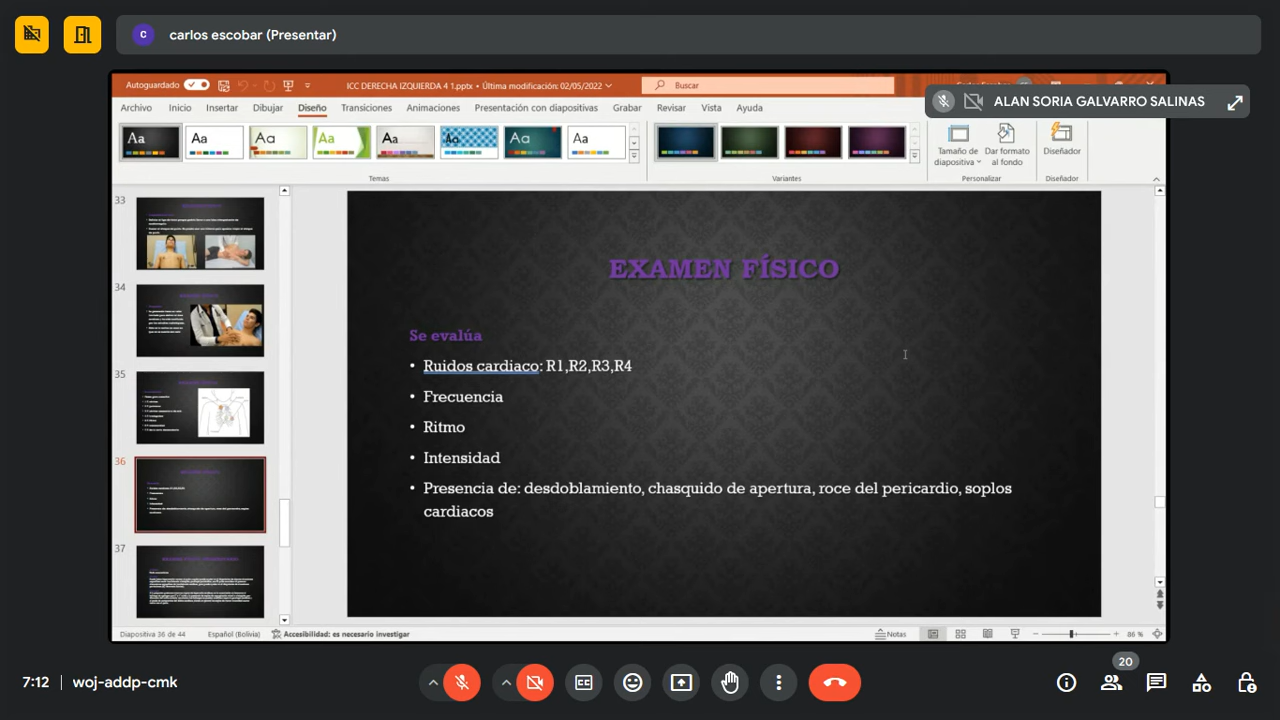 carlos escobar (Presentar)
C
Autoguardado
ICC DERECHA IZQUIERDA 4 1.pptx • Última modificación: 02/05/2022
Buscar
ALAN SORIA GALVARRO SALINAS
Archivo Inicio Insertar Dibujar Diseño Transiciones Animaciones Presentación con diapositivas Grabar Revisar Vista Ayuda
Aa Aa Aa Aa Aa Aa Aa Aa
Tamaño de diapositiva
Dar formato al fondo
Diseñador
Temas
Variantes
Personalizar
Diseñador
33
34
35
36
37
EXAMEN FÍSICO
Se evalúa
• Ruidos cardiaco: R1,R2,R3,R4
• Frecuencia
• Ritmo
• Intensidad
• Presencia de: desdoblamiento, chasquido de apertura, roce del pericardio, soplos
cardiacos
Diapositiva 36 de 44
Español (Bolivia)
Accesibilidad: es necesario investigar
Notas
86 %
7:12
woj-addp-cmk
20